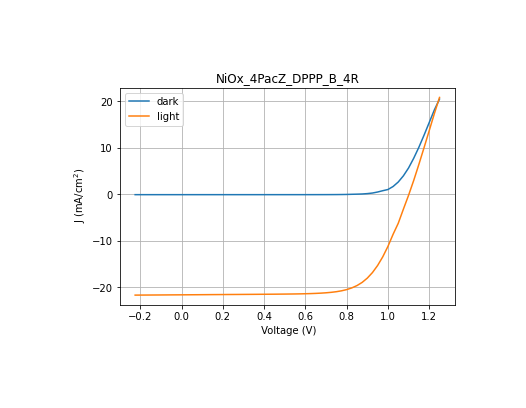 NiOx_4PacZ_DPPP_B_4R
dark
light
J (mA/cm²)
20
10
0
−10
−20
−0.2 0.0 0.2 0.4 0.6 0.8 1.0 1.2
Voltage (V)